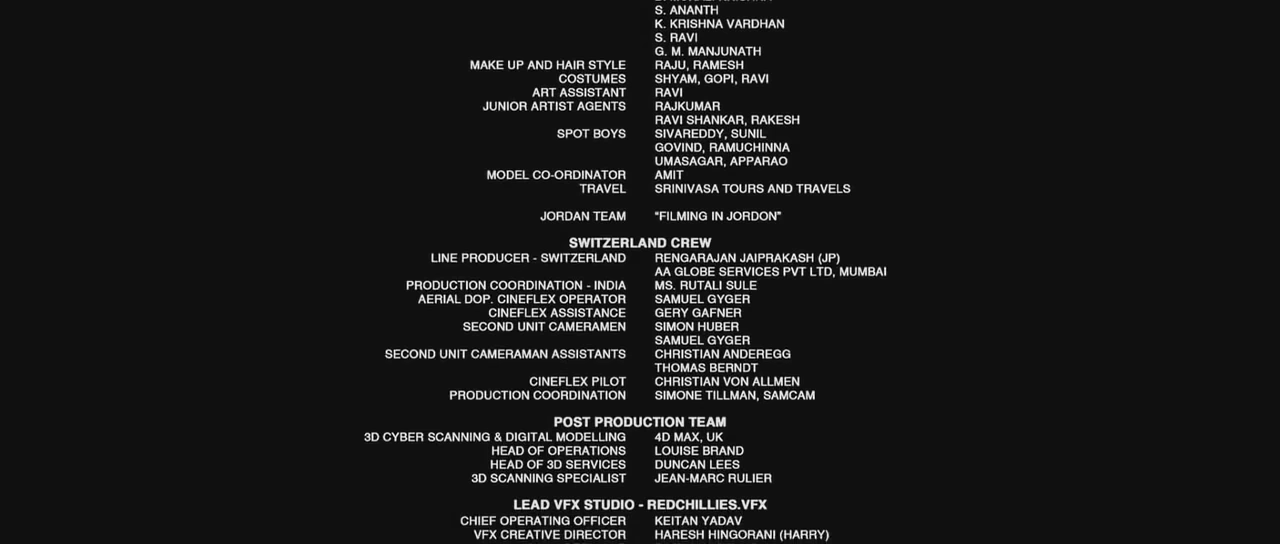 S. ANANTH
K. KRISHNA VARDHAN
S. RAVI
G. M. MANJUNATH
MAKE UP AND HAIR STYLE RAJU, RAMESH
COSTUMES SHYAM, GOPI, RAVI
ART ASSISTANT RAVI
JUNIOR ARTIST AGENTS RAJKUMAR
RAVI SHANKAR, RAKESH
SPOT BOYS SIVAREDDY, SUNIL
GOVIND, RAMUCHINNA
UMASAGAR, APPARAO
MODEL CO-ORDINATOR AMIT
TRAVEL SRINIVASA TOURS AND TRAVELS
JORDAN TEAM "FILMING IN JORDON"
SWITZERLAND CREW
LINE PRODUCER - SWITZERLAND RENGARAJAN JAIPRAKASH (JP)
AA GLOBE SERVICES PVT LTD, MUMBAI
PRODUCTION COORDINATION - INDIA MS. RUTALI SULE
AERIAL DOP. CINEFLEX OPERATOR SAMUEL GYGER
CINEFLEX ASSISTANCE GERY GAFNER
SECOND UNIT CAMERAMEN SIMON HUBER
SAMUEL GYGER
SECOND UNIT CAMERAMAN ASSISTANTS CHRISTIAN ANDEREGG
THOMAS BERNDT
CINEFLEX PILOT CHRISTIAN VON ALLMEN
PRODUCTION COORDINATION SIMONE TILLMAN, SAMCAM
POST PRODUCTION TEAM
3D CYBER SCANNING & DIGITAL MODELLING 4D MAX, UK
HEAD OF OPERATIONS LOUISE BRAND
HEAD OF 3D SERVICES DUNCAN LEES
3D SCANNING SPECIALIST JEAN-MARC RULIER
LEAD VFX STUDIO - REDCHILLIES.VFX
CHIEF OPERATING OFFICER KEITAN YADAV
VFX CREATIVE DIRECTOR HARESH HINGORANI (HARRY)